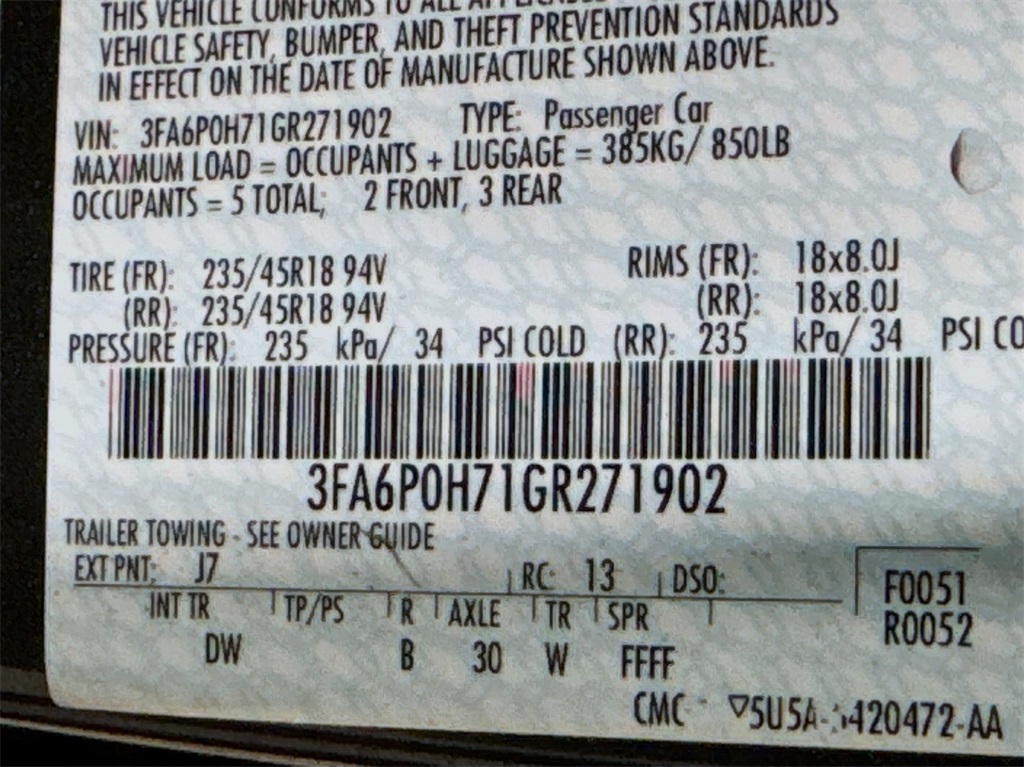 THIS VEHICLE CONFORMS TO ALL
VEHICLE SAFETY, BUMPER, AND THEFT PREVENTION STANDARDS
IN EFFECT ON THE DATE OF MANUFACTURE SHOWN ABOVE.
VIN: 3FA6P0H71GR271902 TYPE: Passenger Car
MAXIMUM LOAD = OCCUPANTS + LUGGAGE = 385KG/ 850LB
OCCUPANTS = 5 TOTAL; 2 FRONT, 3 REAR
TIRE (FR): 235/45R18 94V RIMS (FR): 18x8.0J
(RR): 235/45R18 94V (RR): 18x8.0J
PRESSURE (FR): 235 kPa/ 34 PSI COLD (RR): 235 kPa/ 34 PSI CO
3FA6P0H71GR271902
TRAILER TOWING - SEE OWNER GUIDE
EXT PNT: J7 RC: 13 DSO: F0051
INT TR TP/PS R AXLE TR SPR R0052
DW B 30 W FFFF
CMC